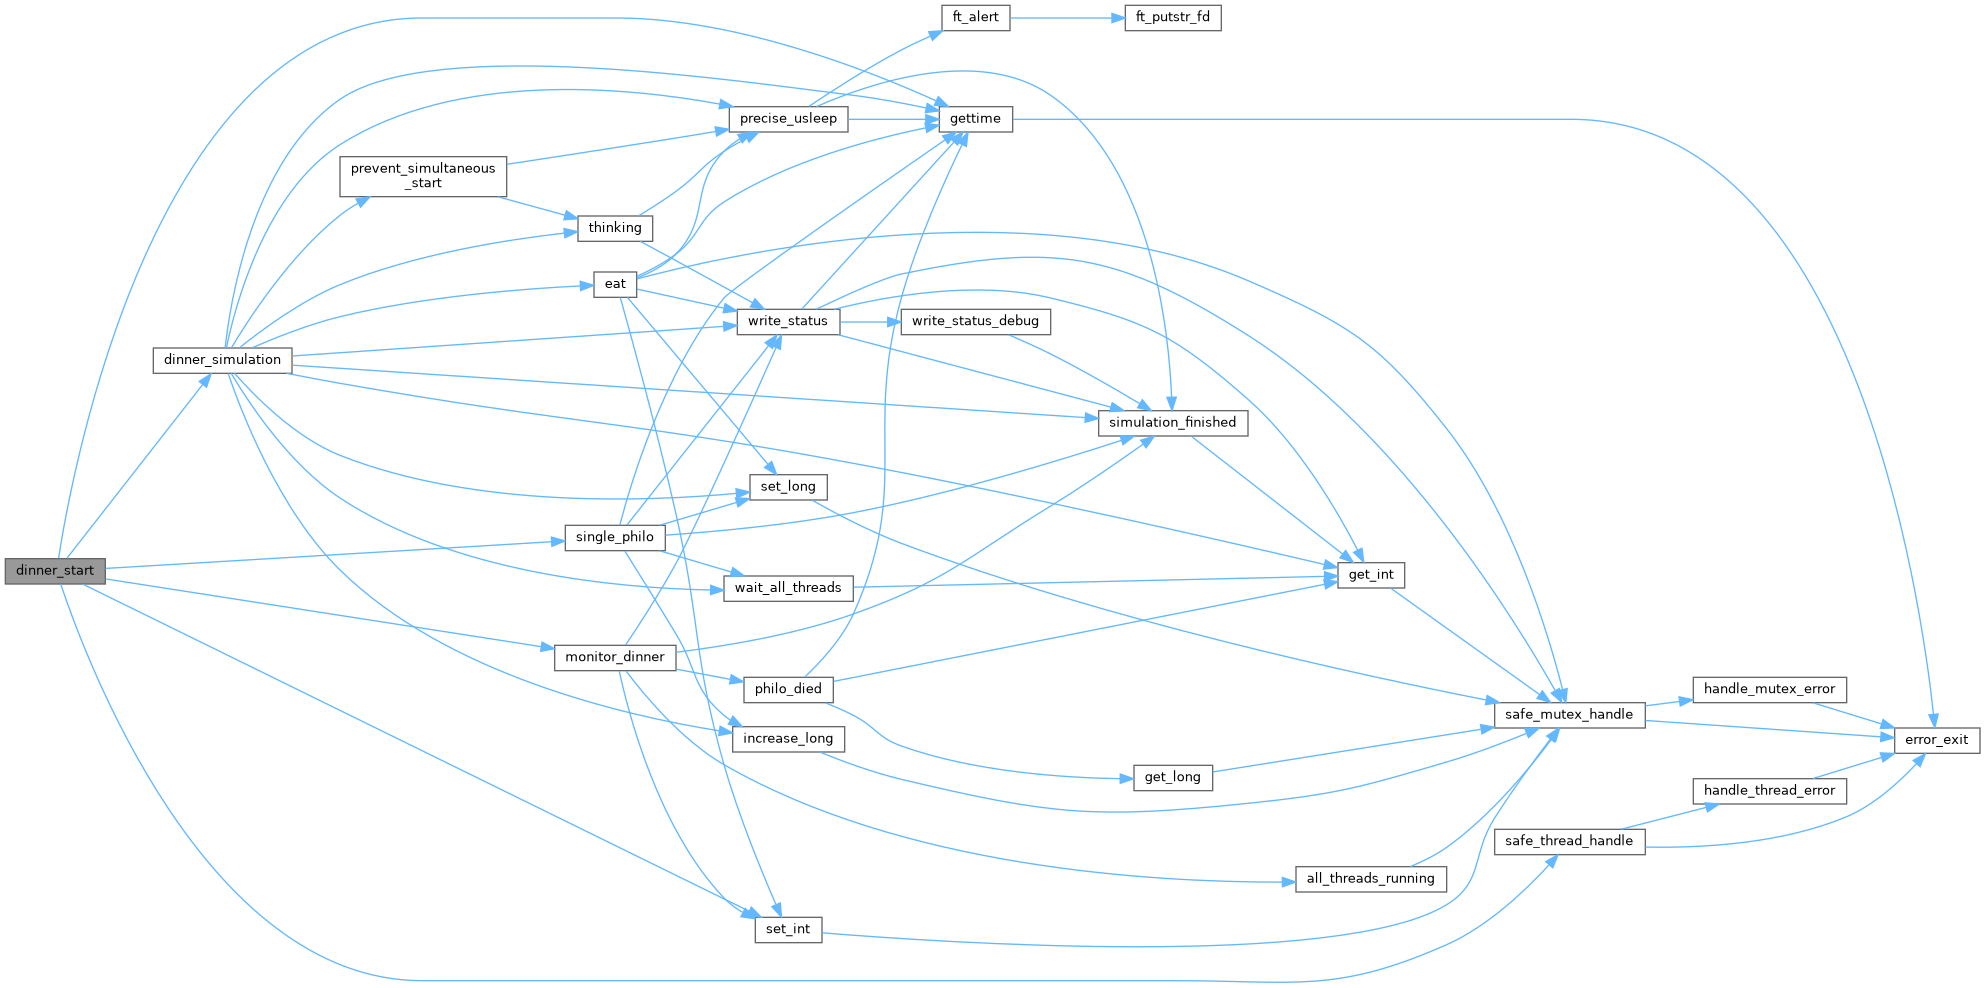 ft_alert
ft_putstr_fd
precise_usleep
gettime
prevent_simultaneous
_start
thinking
eat
write_status
write_status_debug
dinner_simulation
simulation_finished
set_long
single_philo
dinner_start
get_int
wait_all_threads
monitor_dinner
philo_died
handle_mutex_error
safe_mutex_handle
increase_long
error_exit
get_long
handle_thread_error
safe_thread_handle
all_threads_running
set_int